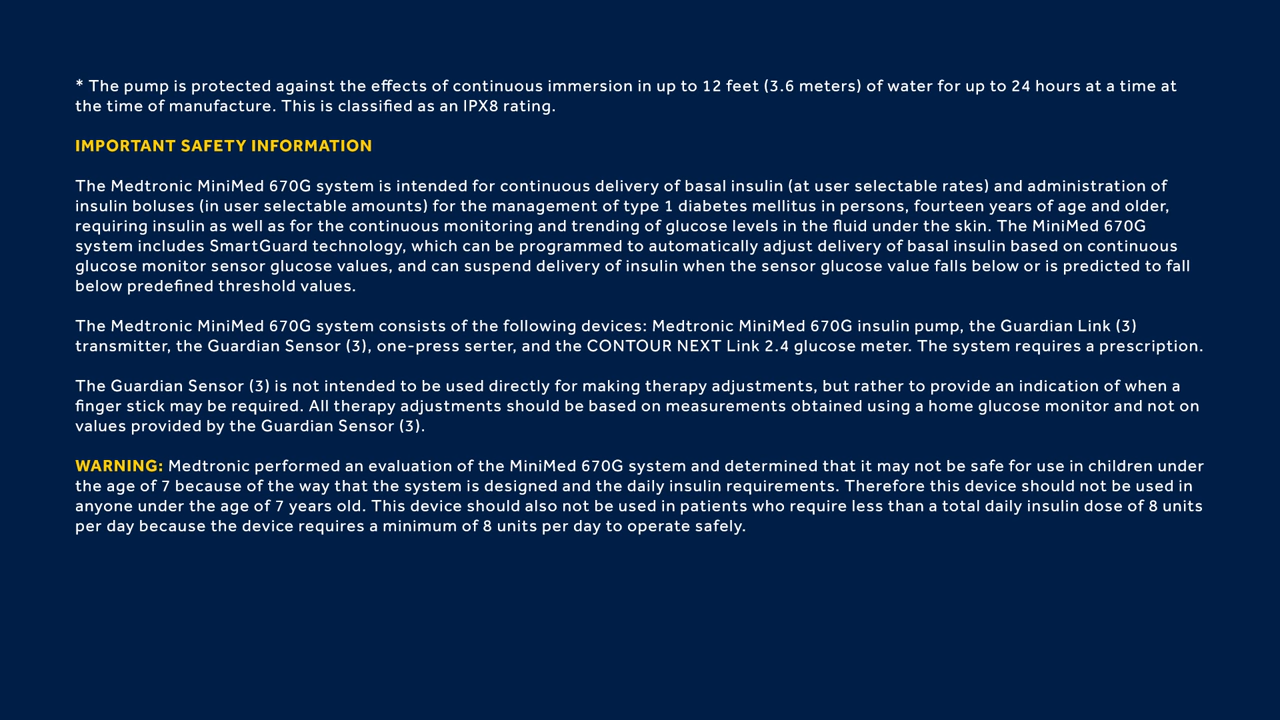 * The pump is protected against the effects of continuous immersion in up to 12 feet (3.6 meters) of water for up to 24 hours at a time at
the time of manufacture. This is classified as an IPX8 rating.
IMPORTANT SAFETY INFORMATION
The Medtronic MiniMed 670G system is intended for continuous delivery of basal insulin (at user selectable rates) and administration of
insulin boluses (in user selectable amounts) for the management of type 1 diabetes mellitus in persons, fourteen years of age and older,
requiring insulin as well as for the continuous monitoring and trending of glucose levels in the fluid under the skin. The MiniMed 670G
system includes SmartGuard technology, which can be programmed to automatically adjust delivery of basal insulin based on continuous
glucose monitor sensor glucose values, and can suspend delivery of insulin when the sensor glucose value falls below or is predicted to fall
below predefined threshold values.
The Medtronic MiniMed 670G system consists of the following devices: Medtronic MiniMed 670G insulin pump, the Guardian Link (3)
transmitter, the Guardian Sensor (3), one-press serter, and the CONTOUR NEXT Link 2.4 glucose meter. The system requires a prescription.
The Guardian Sensor (3) is not intended to be used directly for making therapy adjustments, but rather to provide an indication of when a
finger stick may be required. All therapy adjustments should be based on measurements obtained using a home glucose monitor and not on
values provided by the Guardian Sensor (3).
WARNING: Medtronic performed an evaluation of the MiniMed 670G system and determined that it may not be safe for use in children under
the age of 7 because of the way that the system is designed and the daily insulin requirements. Therefore this device should not be used in
anyone under the age of 7 years old. This device should also not be used in patients who require less than a total daily insulin dose of 8 units
per day because the device requires a minimum of 8 units per day to operate safely.